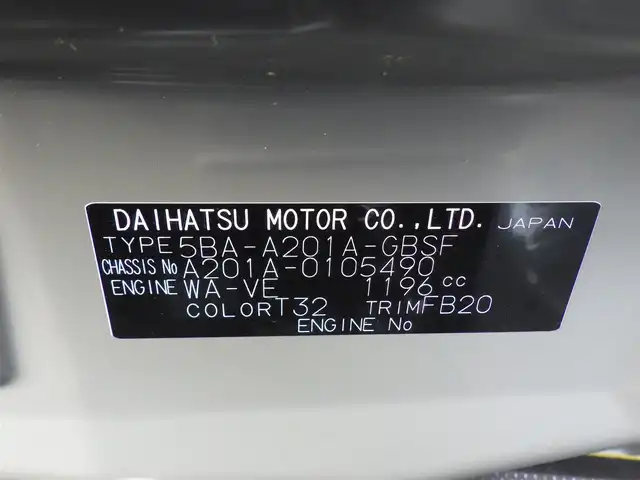 DAIHATSU MOTOR CO.,LTD. JAPAN
TYPE 5BA-A201A-GBSF
CHASSIS No A201A-0105490
ENGINE WA-VE 1196 cc
COLOR T32 TRIM FB20
ENGINE No